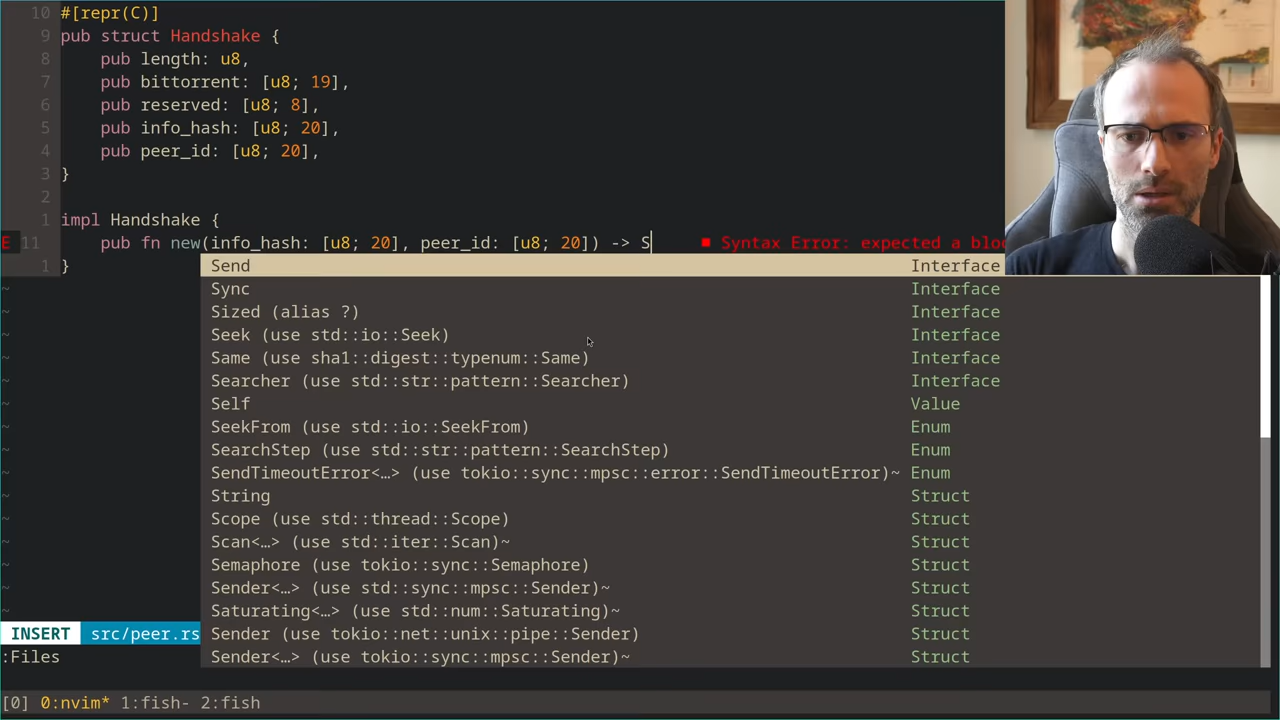 10 #[repr(C)]
9 pub struct Handshake {
8 pub length: u8,
7 pub bittorrent: [u8; 19],
6 pub reserved: [u8; 8],
5 pub info_hash: [u8; 20],
4 pub peer_id: [u8; 20],
3 }
2
1 impl Handshake {
E 11 pub fn new(info_hash: [u8; 20], peer_id: [u8; 20]) -> S ■ Syntax Error: expected a bloc
1 }
Send Interface
~ Sync Interface
~ Sized (alias ?) Interface
~ Seek (use std::io::Seek) Interface
~ Same (use sha1::digest::typenum::Same) Interface
~ Searcher (use std::str::pattern::Searcher) Interface
~ Self Value
~ SeekFrom (use std::io::SeekFrom) Enum
~ SearchStep (use std::str::pattern::SearchStep) Enum
~ SendTimeoutError<…> (use tokio::sync::mpsc::error::SendTimeoutError)~ Enum
~ String Struct
~ Scope (use std::thread::Scope) Struct
~ Scan<…> (use std::iter::Scan)~ Struct
~ Semaphore (use tokio::sync::Semaphore) Struct
~ Sender<…> (use std::sync::mpsc::Sender)~ Struct
~ Saturating<…> (use std::num::Saturating)~ Struct
INSERT src/peer.rs Sender (use tokio::net::unix::pipe::Sender) Struct
:Files Sender<…> (use tokio::sync::mpsc::Sender)~ Struct
[0] 0:nvim* 1:fish- 2:fish